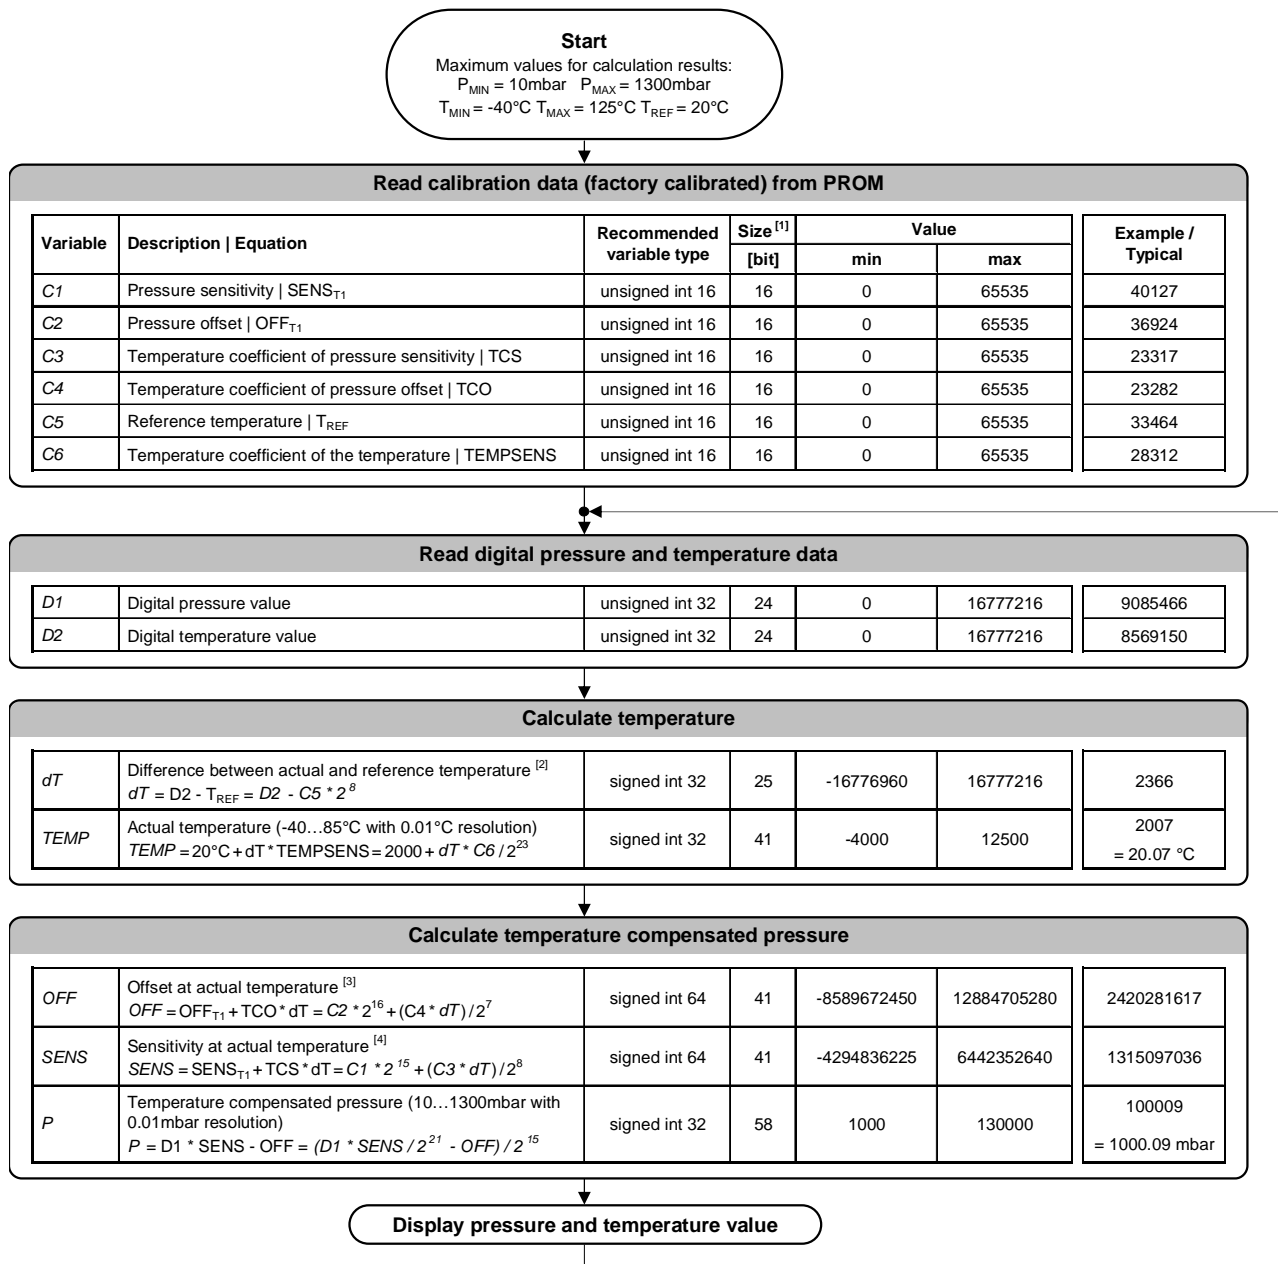 Start
Maximum values for calculation results:
P_MIN = 10mbar P_MAX = 1300mbar
T_MIN = -40°C T_MAX = 125°C T_REF = 20°C
Read calibration data (factory calibrated) from PROM
Variable Description | Equation Recommended variable type Size [1] [bit] Value min max Example / Typical
C1 Pressure sensitivity | SENS_T1 unsigned int 16 16 0 65535 40127
C2 Pressure offset | OFF_T1 unsigned int 16 16 0 65535 36924
C3 Temperature coefficient of pressure sensitivity | TCS unsigned int 16 16 0 65535 23317
C4 Temperature coefficient of pressure offset | TCO unsigned int 16 16 0 65535 23282
C5 Reference temperature | T_REF unsigned int 16 16 0 65535 33464
C6 Temperature coefficient of the temperature | TEMPSENS unsigned int 16 16 0 65535 28312
Read digital pressure and temperature data
D1 Digital pressure value unsigned int 32 24 0 16777216 9085466
D2 Digital temperature value unsigned int 32 24 0 16777216 8569150
Calculate temperature
dT Difference between actual and reference temperature [2]
dT = D2 - T_REF = D2 - C5 * 2^8 signed int 32 25 -16776960 16777216 2366
TEMP Actual temperature (-40…85°C with 0.01°C resolution)
TEMP = 20°C + dT * TEMPSENS = 2000 + dT * C6 / 2^23 signed int 32 41 -4000 12500 2007
= 20.07 °C
Calculate temperature compensated pressure
OFF Offset at actual temperature [3]
OFF = OFF_T1 + TCO * dT = C2 * 2^16 + (C4 * dT) / 2^7 signed int 64 41 -8589672450 12884705280 2420281617
SENS Sensitivity at actual temperature [4]
SENS = SENS_T1 + TCS * dT = C1 * 2^15 + (C3 * dT) / 2^8 signed int 64 41 -4294836225 6442352640 1315097036
P Temperature compensated pressure (10…1300mbar with
0.01mbar resolution)
P = D1 * SENS - OFF = (D1 * SENS / 2^21 - OFF) / 2^15 signed int 32 58 1000 130000 100009
= 1000.09 mbar
Display pressure and temperature value